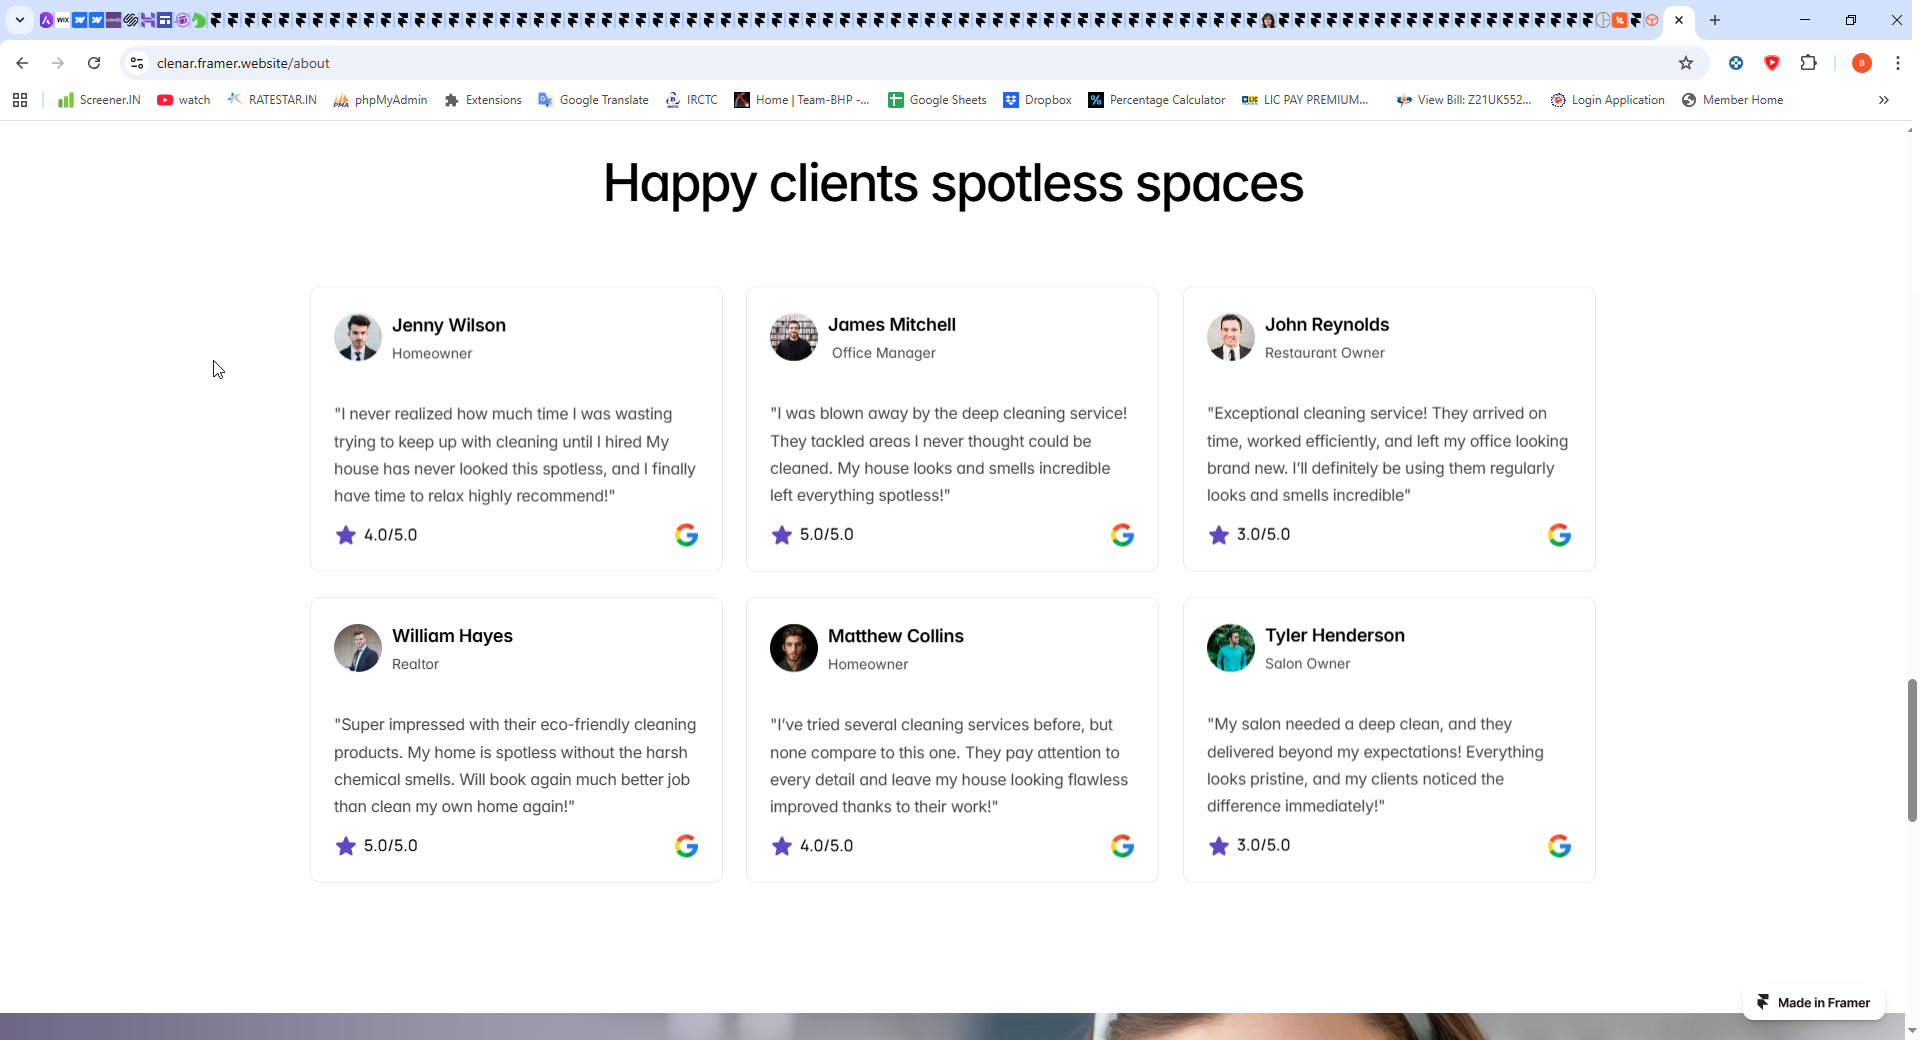 WIX
clenar.framer.website/about
a
Screener.IN
watch
RATESTAR.IN
phpMyAdmin
Extensions
Google Translate
IRCTC
Home | Team-BHP -...
Google Sheets
Dropbox
Percentage Calculator
LIC PAY PREMIUM...
View Bill: Z21UK552...
Login Application
Member Home
Happy clients spotless spaces
Jenny Wilson
Homeowner
"I never realized how much time I was wasting
trying to keep up with cleaning until I hired My
house has never looked this spotless, and I finally
have time to relax highly recommend!"
4.0/5.0
James Mitchell
Office Manager
"I was blown away by the deep cleaning service!
They tackled areas I never thought could be
cleaned. My house looks and smells incredible
left everything spotless!"
5.0/5.0
John Reynolds
Restaurant Owner
"Exceptional cleaning service! They arrived on
time, worked efficiently, and left my office looking
brand new. I'll definitely be using them regularly
looks and smells incredible"
3.0/5.0
William Hayes
Realtor
"Super impressed with their eco-friendly cleaning
products. My home is spotless without the harsh
chemical smells. Will book again much better job
than clean my own home again!"
5.0/5.0
Matthew Collins
Homeowner
"I've tried several cleaning services before, but
none compare to this one. They pay attention to
every detail and leave my house looking flawless
improved thanks to their work!"
4.0/5.0
Tyler Henderson
Salon Owner
"My salon needed a deep clean, and they
delivered beyond my expectations! Everything
looks pristine, and my clients noticed the
difference immediately!"
3.0/5.0
Made in Framer